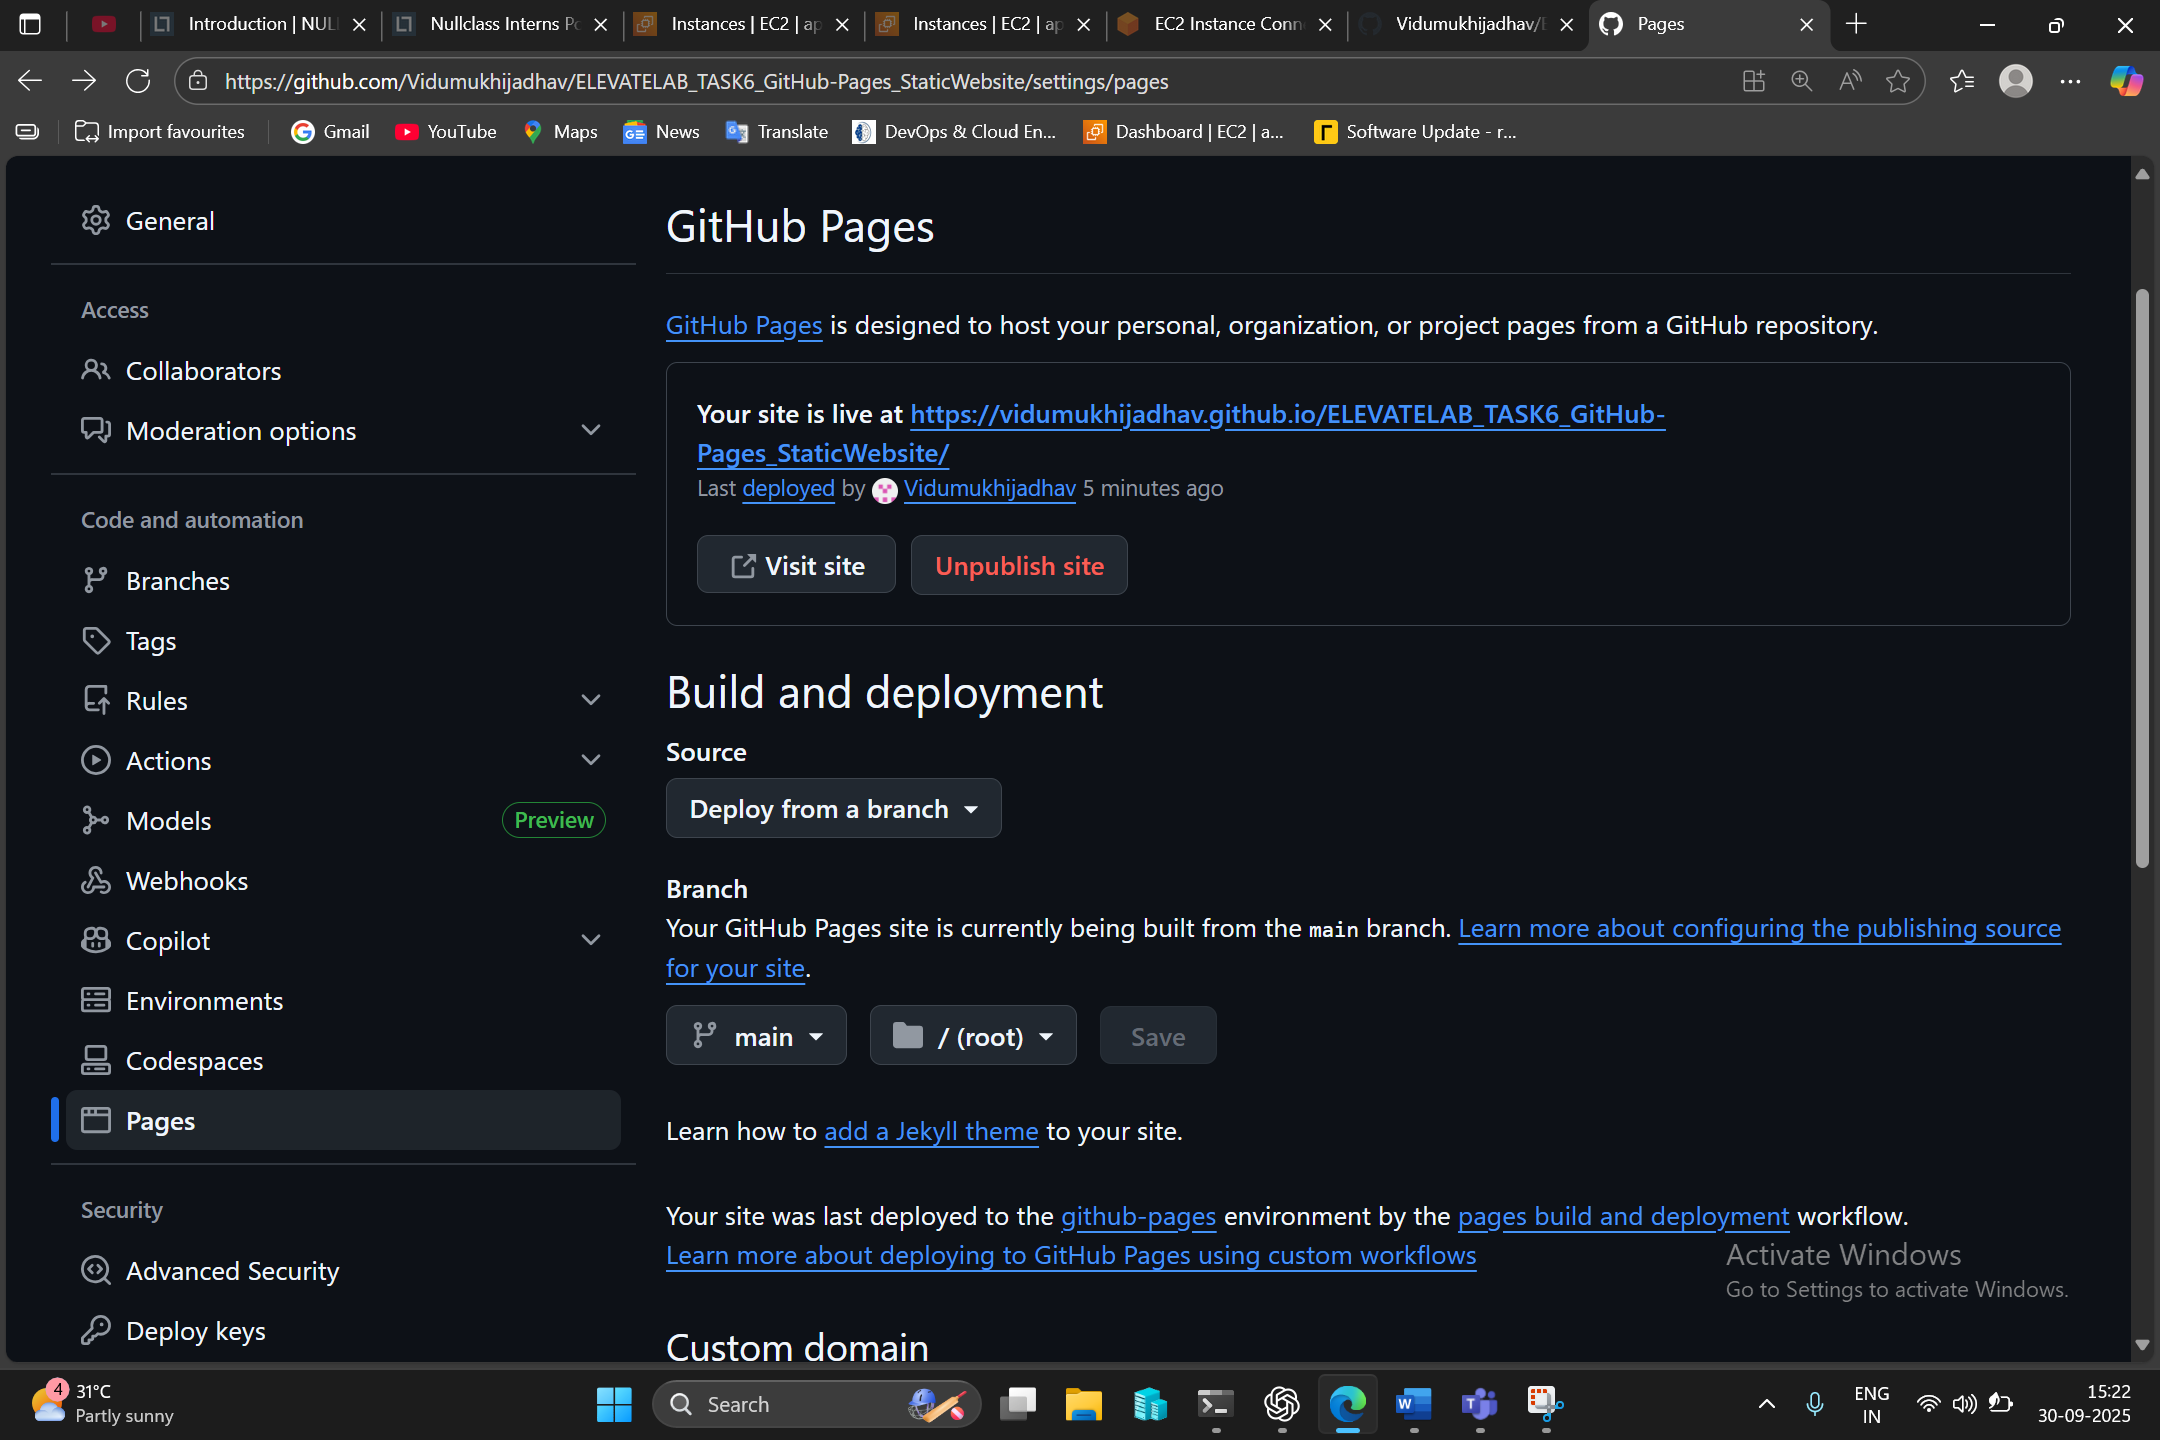 Introduction | NUL
Nullclass Interns Po
Instances | EC2 | ap
Instances | EC2 | ap
EC2 Instance Conn
Vidumukhijadhav/E
Pages
https://github.com/Vidumukhijadhav/ELEVATELAB_TASK6_GitHub-Pages_StaticWebsite/settings/pages
Import favourites
Gmail
YouTube
Maps
News
Translate
DevOps & Cloud En...
Dashboard | EC2 | a...
Software Update - r...
General
Access
Collaborators
Moderation options
Code and automation
Branches
Tags
Rules
Actions
Models
Preview
Webhooks
Copilot
Environments
Codespaces
Pages
Security
Advanced Security
Deploy keys
GitHub Pages
GitHub Pages is designed to host your personal, organization, or project pages from a GitHub repository.
Your site is live at https://vidumukhijadhav.github.io/ELEVATELAB_TASK6_GitHub-
Pages_StaticWebsite/
Last deployed by Vidumukhijadhav 5 minutes ago
Visit site
Unpublish site
Build and deployment
Source
Deploy from a branch
Branch
Your GitHub Pages site is currently being built from the main branch. Learn more about configuring the publishing source
for your site.
main
/ (root)
Save
Learn how to add a Jekyll theme to your site.
Your site was last deployed to the github-pages environment by the pages build and deployment workflow.
Learn more about deploying to GitHub Pages using custom workflows
Activate Windows
Go to Settings to activate Windows.
Custom domain
4
31°C
Partly sunny
Search
ENG
IN
15:22
30-09-2025